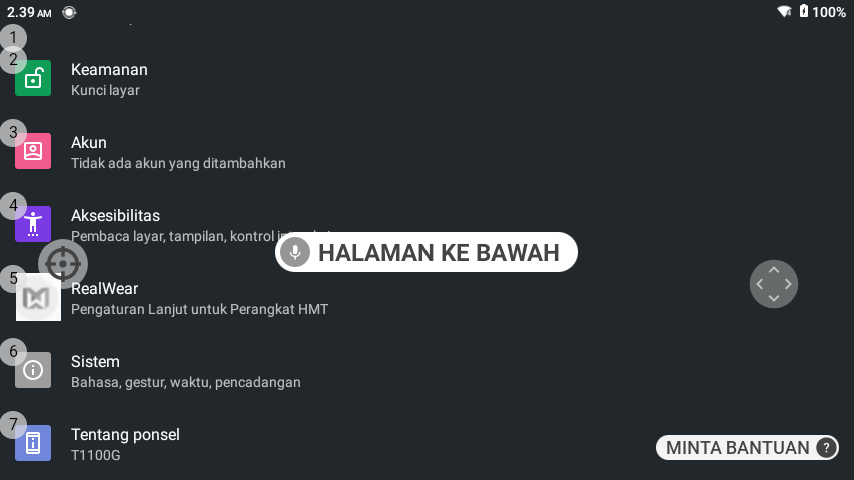 2.39 AM
100%
1
2
Keamanan
Kunci layar
3
Akun
Tidak ada akun yang ditambahkan
4
Aksesibilitas
Pembaca layar, tampilan, kontrol
HALAMAN KE BAWAH
5
RealWear
Pengaturan Lanjut untuk Perangkat HMT
6
Sistem
Bahasa, gestur, waktu, pencadangan
7
Tentang ponsel
T1100G
MINTA BANTUAN ?